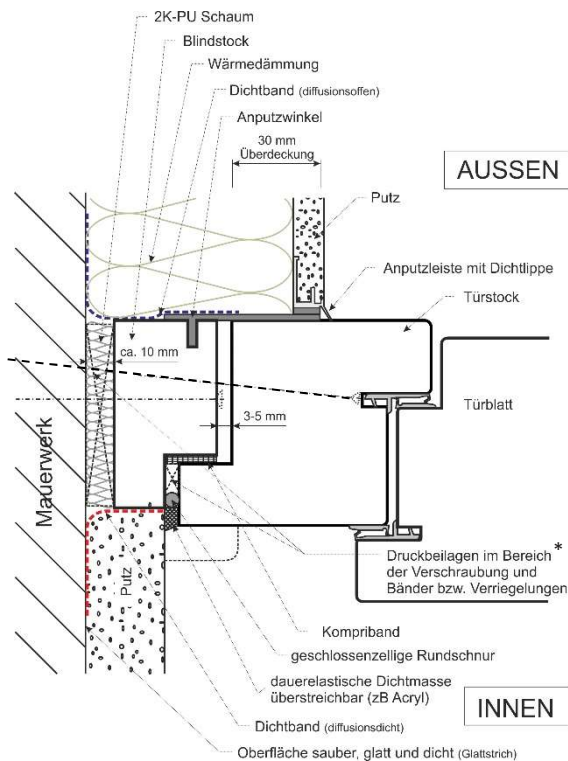 2K-PU Schaum
Blindstock
Wärmedämmung
Dichtband (diffusionsoffen)
Anputzwinkel
30 mm
Überdeckung
AUSSEN
Putz
Anputzleiste mit Dichtlippe
Türstock
ca. 10 mm
Türblatt
3-5 mm
Mauerwerk
Putz
Druckbeilagen im Bereich *
der Verschraubung und
Bänder bzw. Verriegelungen
Kompriband
geschlossenzellige Rundschnur
dauerelastische Dichtmasse
überstreichbar (zB Acryl)
INNEN
Dichtband (diffusionsdicht)
Oberfläche sauber, glatt und dicht (Glattstrich)